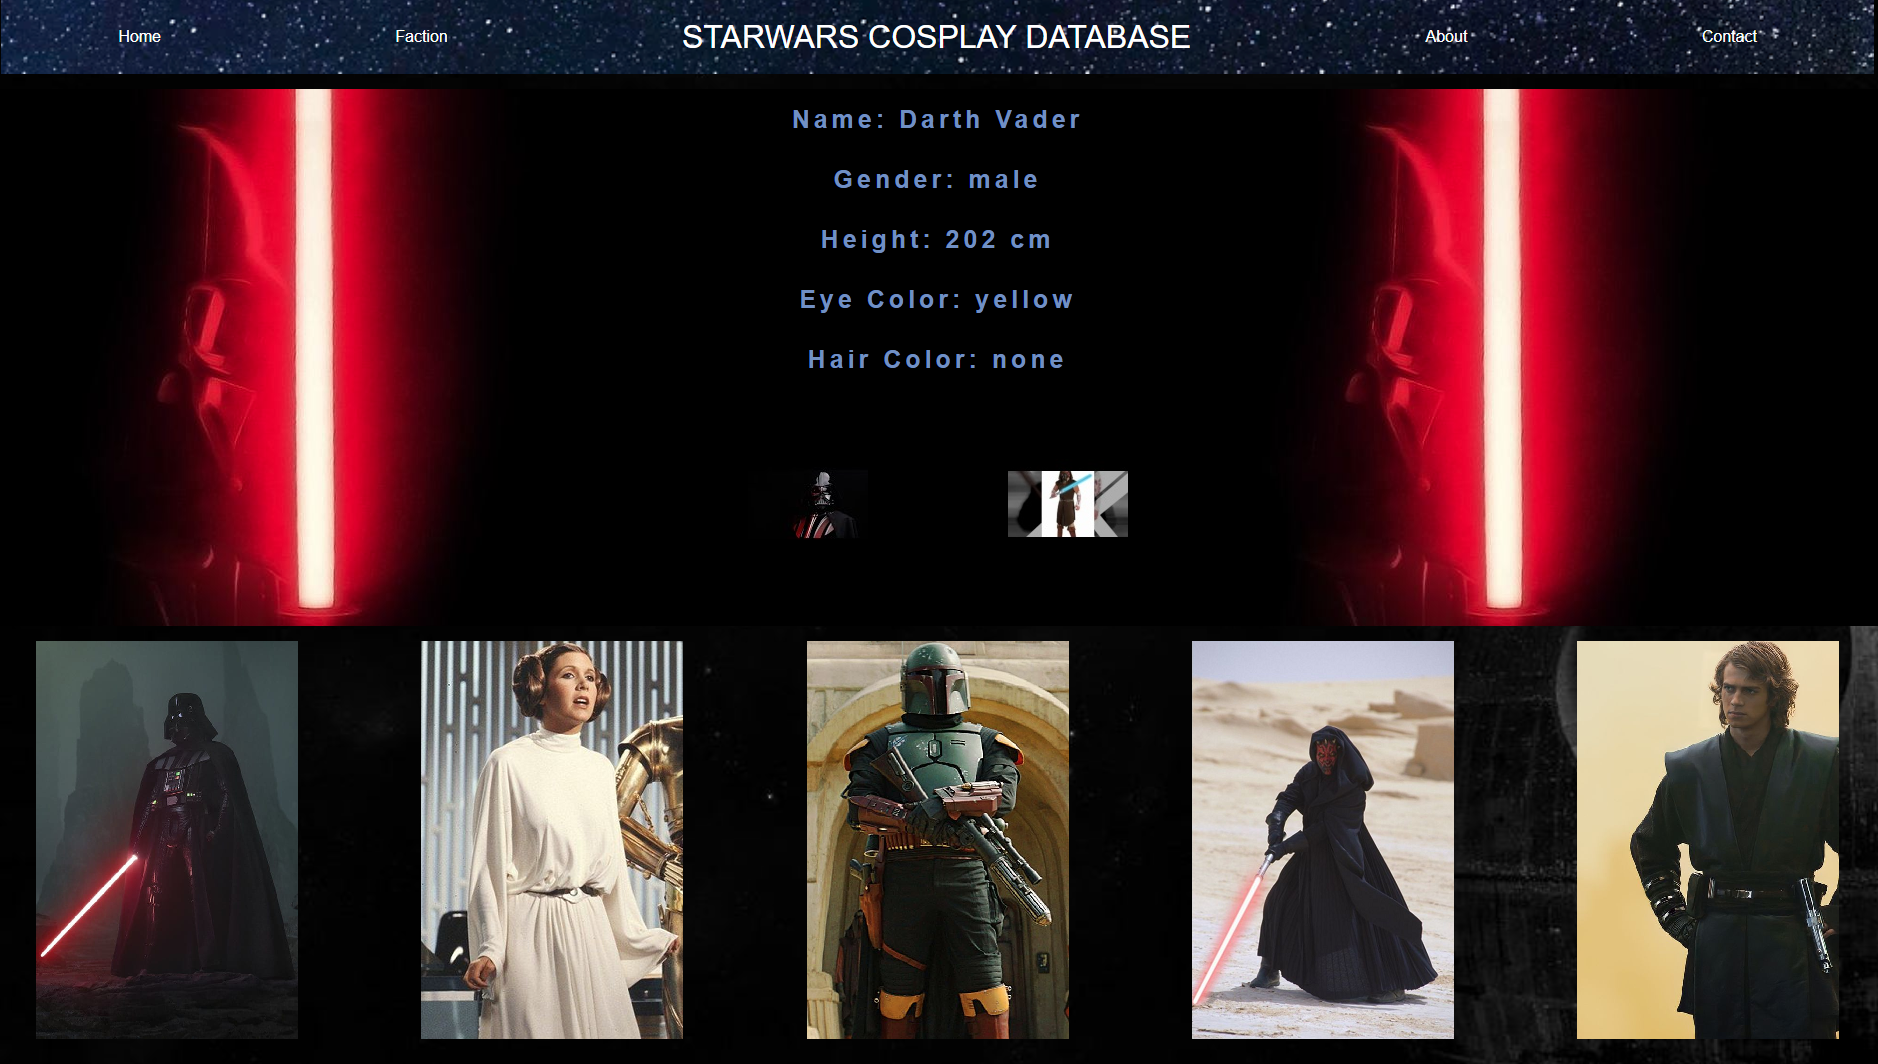 Home
Faction
STARWARS COSPLAY DATABASE
About
Contact
Name: Darth Vader
Gender: male
Height: 202 cm
Eye Color: yellow
Hair Color: none